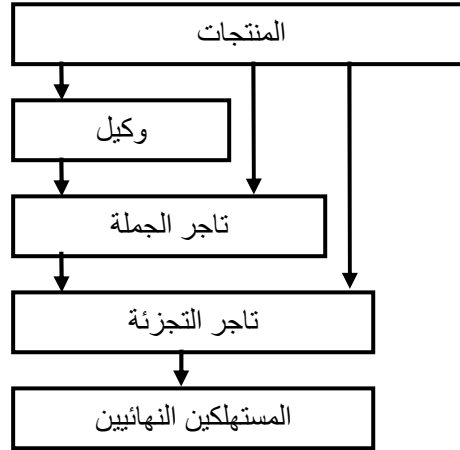 المنتجات
وكيل
تاجر الجملة
تاجر التجزئة
المستهلكين النهائيين